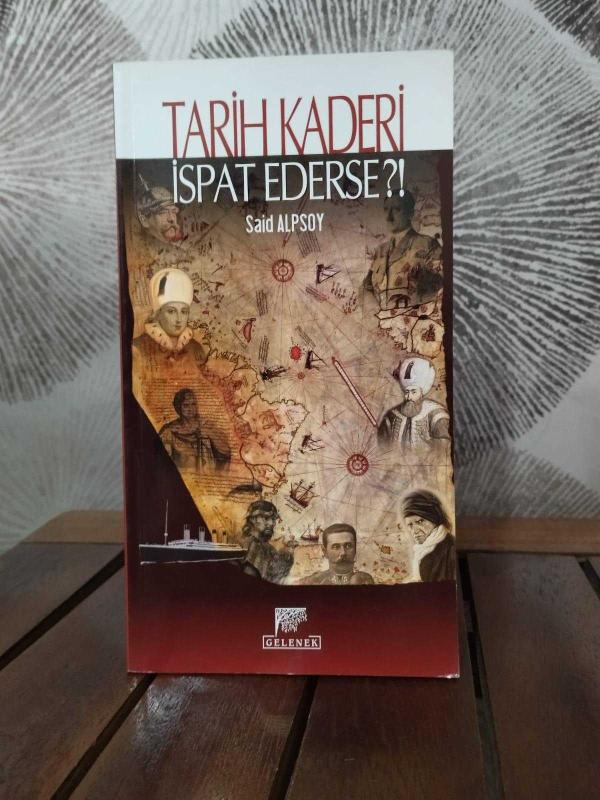 TARİH KADERİ
İSPAT EDERSE?!
Said ALPSOY
GELENEK